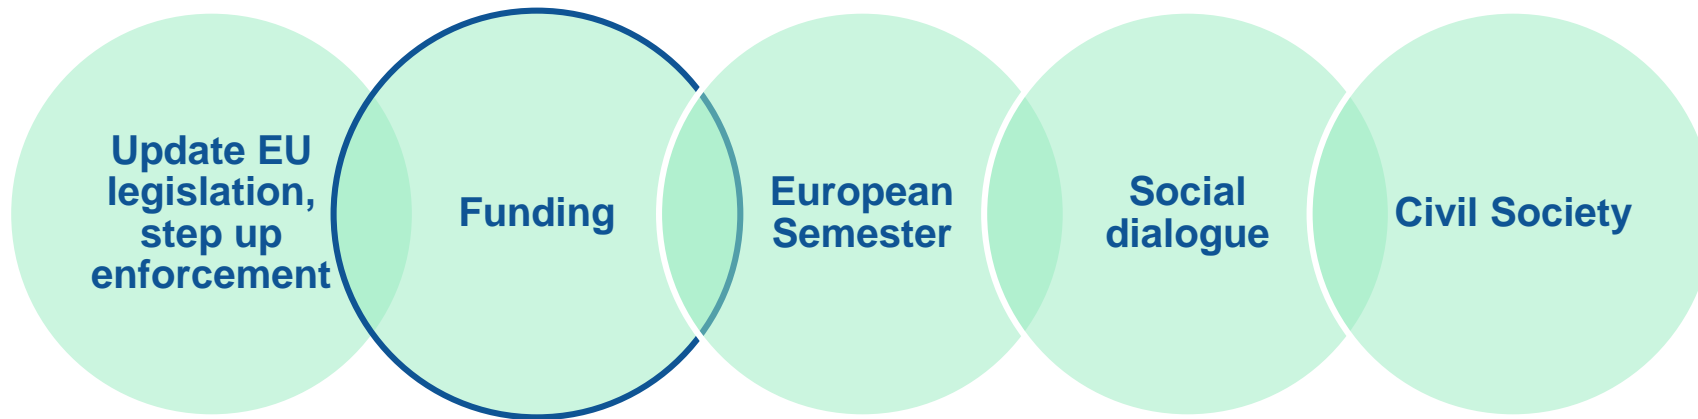 Update EU
legislation,
step up
enforcement
Funding
European
Semester
Social
dialogue
Civil Society